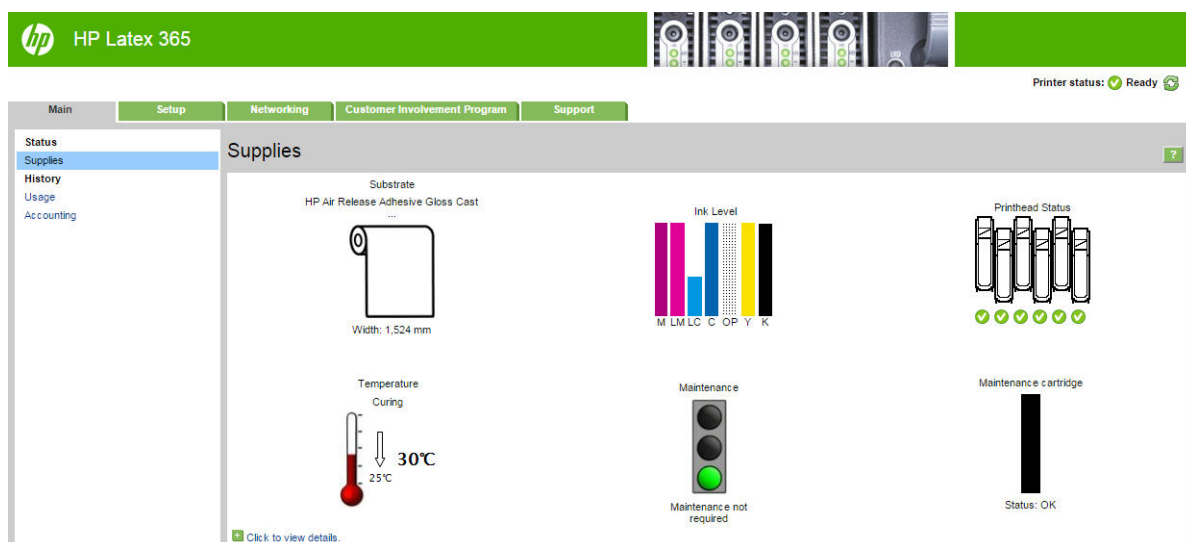 hp HP Latex 365
UID
Printer status: Ready
Main Setup Networking Customer Involvement Program Support
Status
Supplies
History
Usage
Accounting
Supplies
?
Substrate
HP Air Release Adhesive Gloss Cast
...
Width: 1,524 mm
Ink Level
M LM LC C OP Y K
Printhead Status
Temperature
Curing
30℃
25℃
Maintenance
Maintenance not
required
Maintenance cartridge
Status: OK
Click to view details.